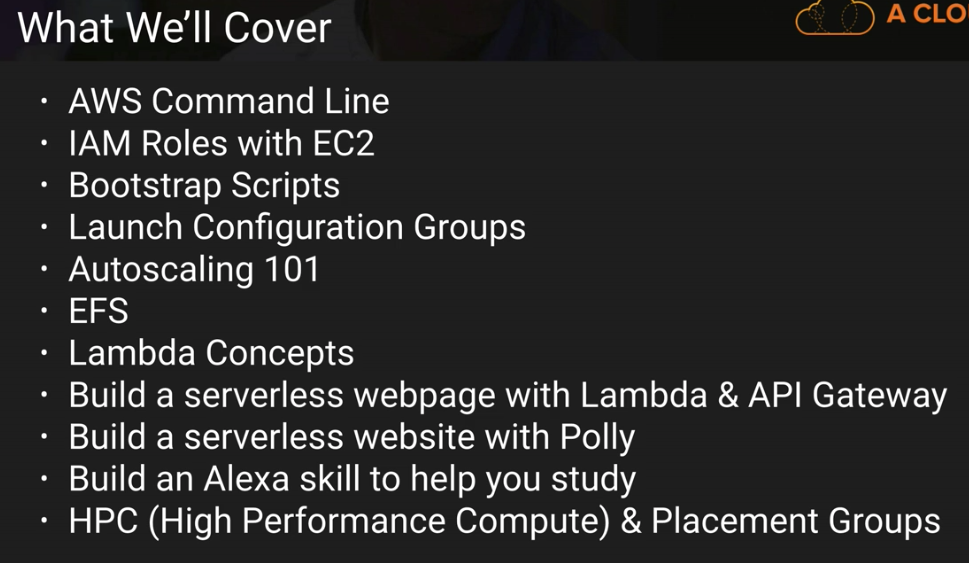 What We'll Cover
A CLO
• AWS Command Line
• IAM Roles with EC2
• Bootstrap Scripts
• Launch Configuration Groups
• Autoscaling 101
• EFS
• Lambda Concepts
• Build a serverless webpage with Lambda & API Gateway
• Build a serverless website with Polly
• Build an Alexa skill to help you study
• HPC (High Performance Compute) & Placement Groups